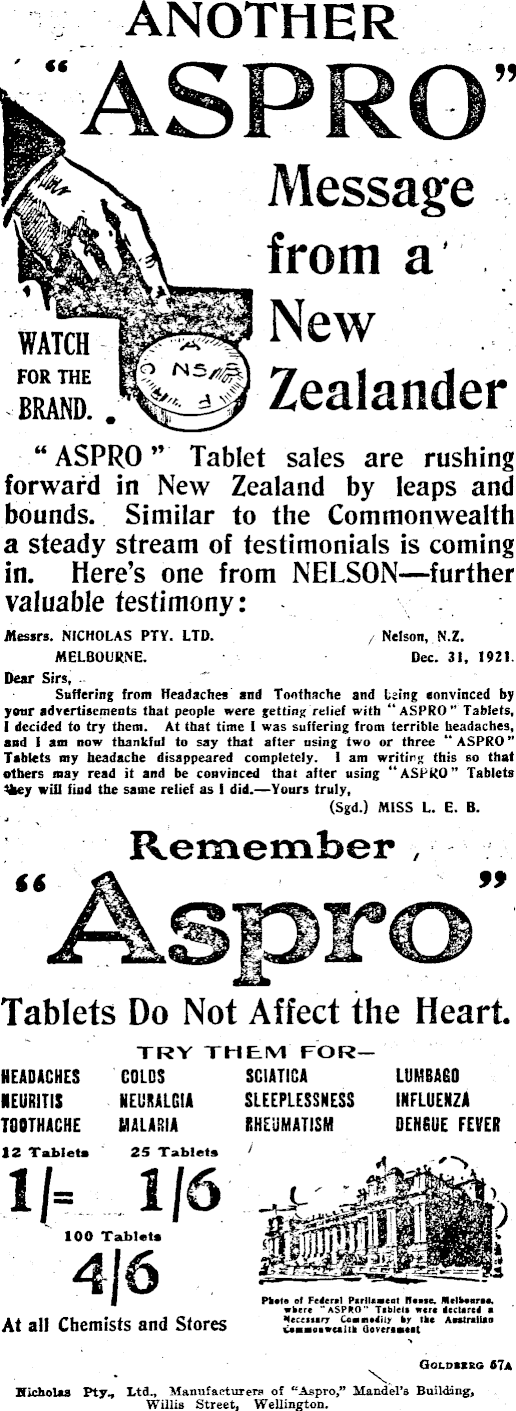 ANOTHER
"ASPRO"
Message
from a
New
Zealander
WATCH
FOR THE
BRAND.
"ASPRO" Tablet sales are rushing
forward in New Zealand by leaps and
bounds. Similar to the Commonwealth
a steady stream of testimonials is coming
in. Here's one from NELSON—further
valuable testimony:
Messrs. NICHOLAS PTY. LTD. Nelson, N.Z.
MELBOURNE. Dec. 31, 1921.
Dear Sirs,
Suffering from Headaches and Toothache and being convinced by
your advertisements that people were getting relief with "ASPRO" Tablets,
I decided to try them. At that time I was suffering from terrible headaches,
and I am now thankful to say that after using two or three "ASPRO"
Tablets my headache disappeared completely. I am writing this so that
others may read it and be convinced that after using "ASPRO" Tablets
they will find the same relief as I did.—Yours truly,
(Sgd.) MISS L. E. B.
Remember
"Aspro"
Tablets Do Not Affect the Heart.
TRY THEM FOR—
HEADACHES COLDS SCIATICA LUMBAGO
NEURITIS NEURALGIA SLEEPLESSNESS INFLUENZA
TOOTHACHE MALARIA RHEUMATISM DENGUE FEVER
12 Tablets 25 Tablets
1/= 1/6
100 Tablets
4/6
At all Chemists and Stores
Photo of Federal Parliament House, Melbourne,
where "ASPRO" Tablets were declared a
Necessary Commodity by the Australian
Commonwealth Government
GOLDBERG 67A
Nicholas Pty., Ltd., Manufacturers of "Aspro," Mandel's Building,
Willis Street, Wellington.